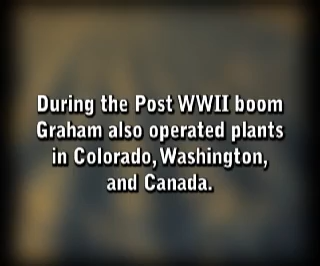 During the Post WWII boom
Graham also operated plants
in Colorado, Washington,
and Canada.